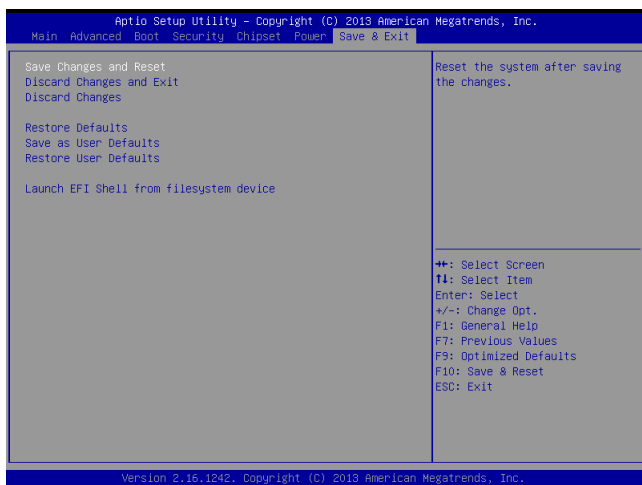 Aptio Setup Utility – Copyright (C) 2013 American Megatrends, Inc.
Main Advanced Boot Security Chipset Power Save & Exit
Save Changes and Reset
Discard Changes and Exit
Discard Changes
Restore Defaults
Save as User Defaults
Restore User Defaults
Launch EFI Shell from filesystem device
Reset the system after saving
the changes.
→←: Select Screen
↑↓: Select Item
Enter: Select
+/-: Change Opt.
F1: General Help
F7: Previous Values
F9: Optimized Defaults
F10: Save & Reset
ESC: Exit
Version 2.16.1242. Copyright (C) 2013 American Megatrends, Inc.